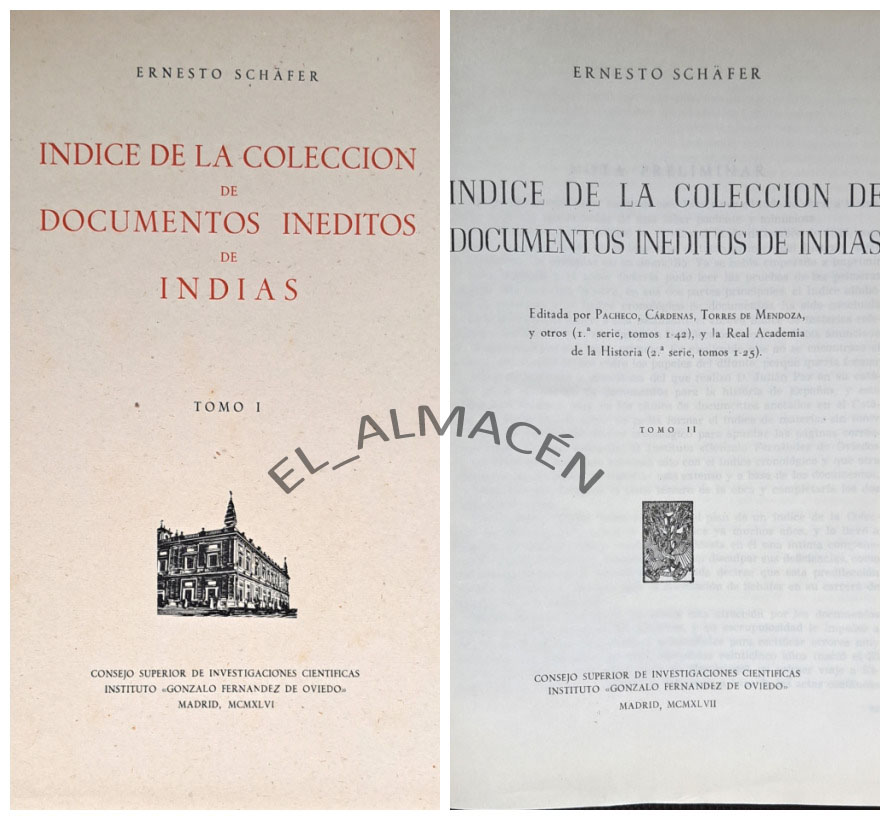 ERNESTO SCHÄFER
INDICE DE LA COLECCION
DE
DOCUMENTOS INEDITOS
DE
INDIAS
TOMO I
CONSEJO SUPERIOR DE INVESTIGACIONES CIENTIFICAS
INSTITUTO «GONZALO FERNANDEZ DE OVIEDO»
MADRID, MCMXLVI
ERNESTO SCHÄFER
INDICE DE LA COLECCION DE
DOCUMENTOS INEDITOS DE INDIAS
Editada por PACHECO, CÁRDENAS, TORRES DE MENDOZA,
y otros (1.ª serie, tomos 1-42), y la Real Academia
de la Historia (2.ª serie, tomos 1-25).
TOMO II
CONSEJO SUPERIOR DE INVESTIGACIONES CIENTIFICAS
INSTITUTO «GONZALO FERNANDEZ DE OVIEDO»
MADRID, MCMXLVII
EL_ALMACÉN
NOTA PRELIMINAR